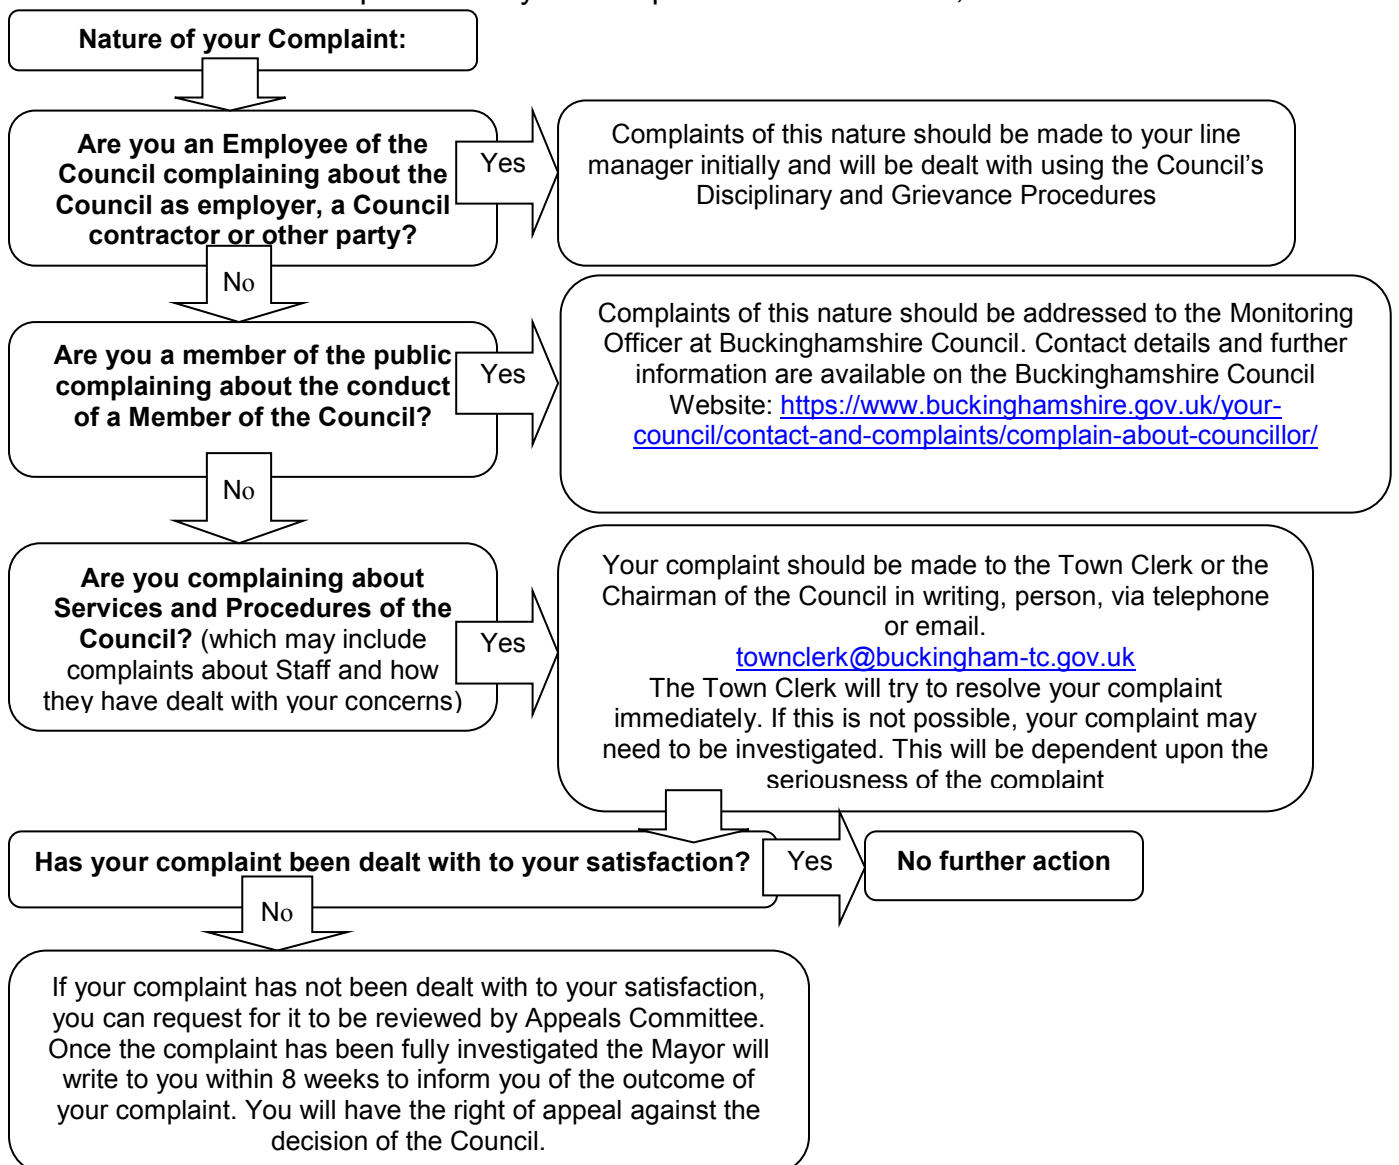 Nature of your Complaint:
Are you an Employee of the
Council complaining about the
Council as employer, a Council
contractor or other party?
Yes
Complaints of this nature should be made to your line
manager initially and will be dealt with using the Council’s
Disciplinary and Grievance Procedures
No
Are you a member of the public
complaining about the conduct
of a Member of the Council?
Yes
Complaints of this nature should be addressed to the Monitoring
Officer at Buckinghamshire Council. Contact details and further
information are available on the Buckinghamshire Council
Website: https://www.buckinghamshire.gov.uk/your-
council/contact-and-complaints/complain-about-councillor/
No
Are you complaining about
Services and Procedures of the
Council? (which may include
complaints about Staff and how
they have dealt with your concerns)
Yes
Your complaint should be made to the Town Clerk or the
Chairman of the Council in writing, person, via telephone
or email.
townclerk@buckingham-tc.gov.uk
The Town Clerk will try to resolve your complaint
immediately. If this is not possible, your complaint may
need to be investigated. This will be dependent upon the
seriousness of the complaint
Has your complaint been dealt with to your satisfaction?
Yes
No further action
No
If your complaint has not been dealt with to your satisfaction,
you can request for it to be reviewed by Appeals Committee.
Once the complaint has been fully investigated the Mayor will
write to you within 8 weeks to inform you of the outcome of
your complaint. You will have the right of appeal against the
decision of the Council.